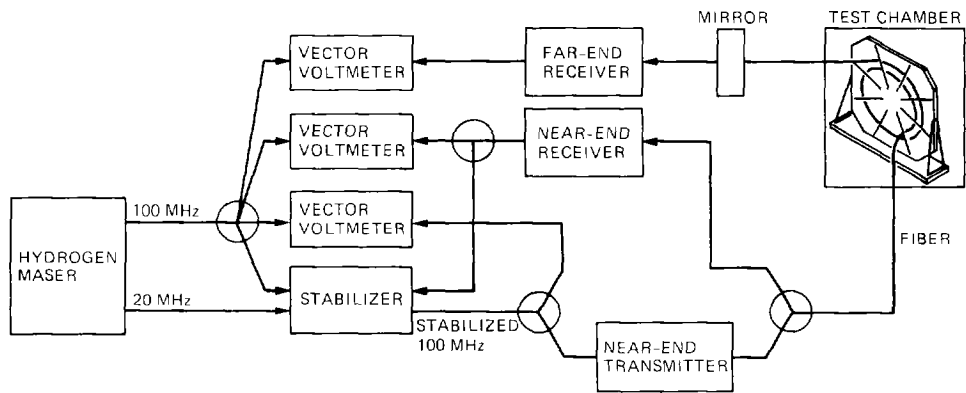 MIRROR
TEST CHAMBER
VECTOR
VOLTMETER
FAR-END
RECEIVER
VECTOR
VOLTMETER
NEAR-END
RECEIVER
100 MHz
VECTOR
VOLTMETER
FIBER
HYDROGEN
MASER
20 MHz
STABILIZER
STABILIZED
100 MHz
NEAR-END
TRANSMITTER